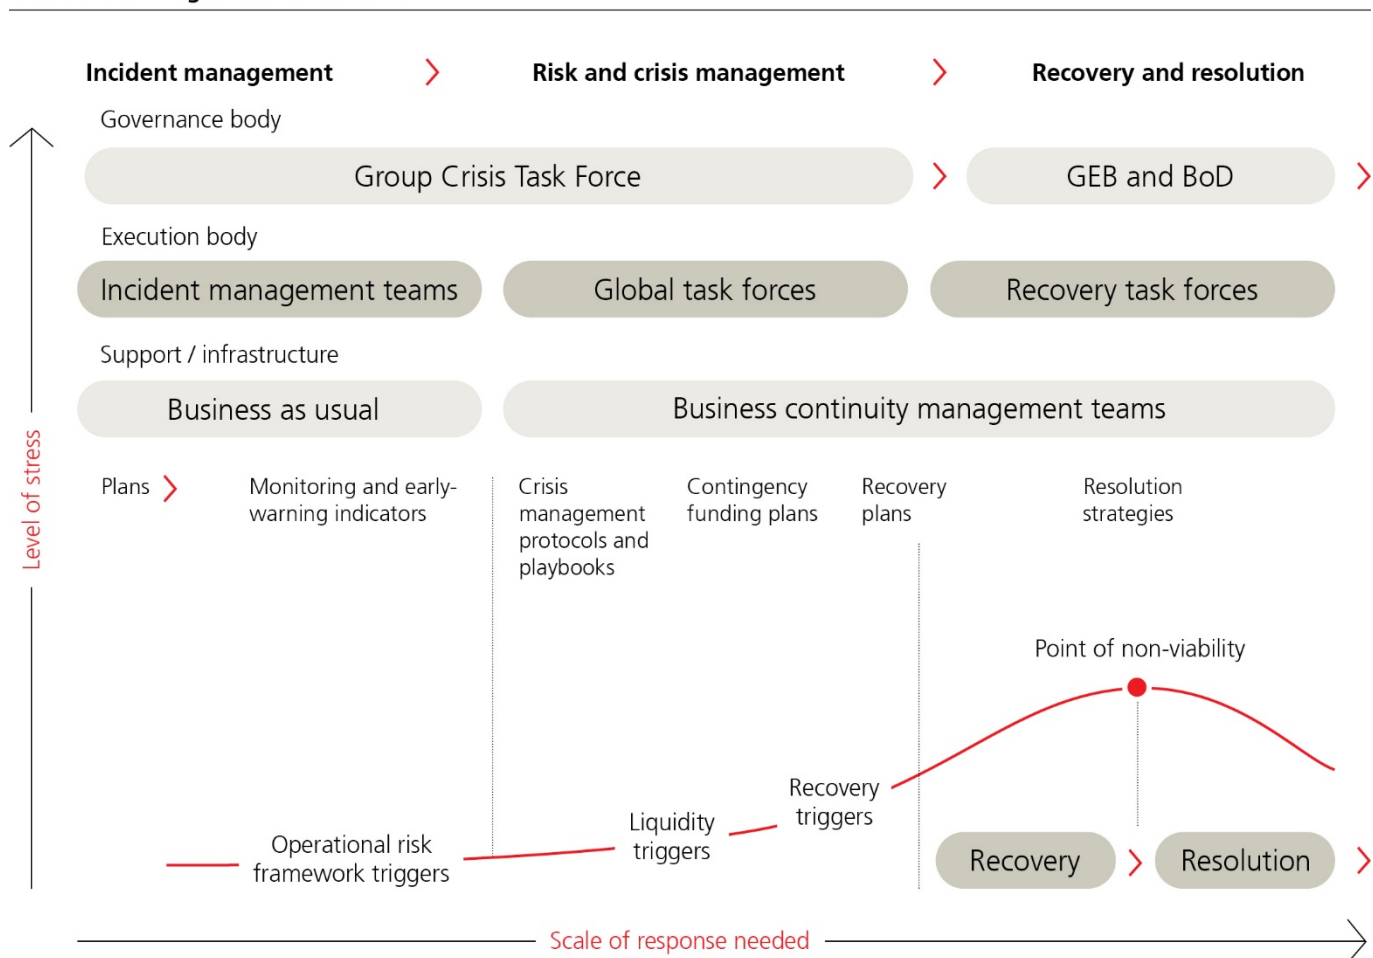 Incident management
Risk and crisis management
Recovery and resolution
Governance body
Group Crisis Task Force
GEB and BoD
Execution body
Incident management teams
Global task forces
Recovery task forces
Support / infrastructure
Business as usual
Business continuity management teams
Level of stress
Plans
Monitoring and early-
warning indicators
Crisis
management
protocols and
playbooks
Contingency
funding plans
Recovery
plans
Resolution
strategies
Point of non-viability
Recovery
triggers
Liquidity
triggers
Operational risk
framework triggers
Recovery
Resolution
Scale of response needed